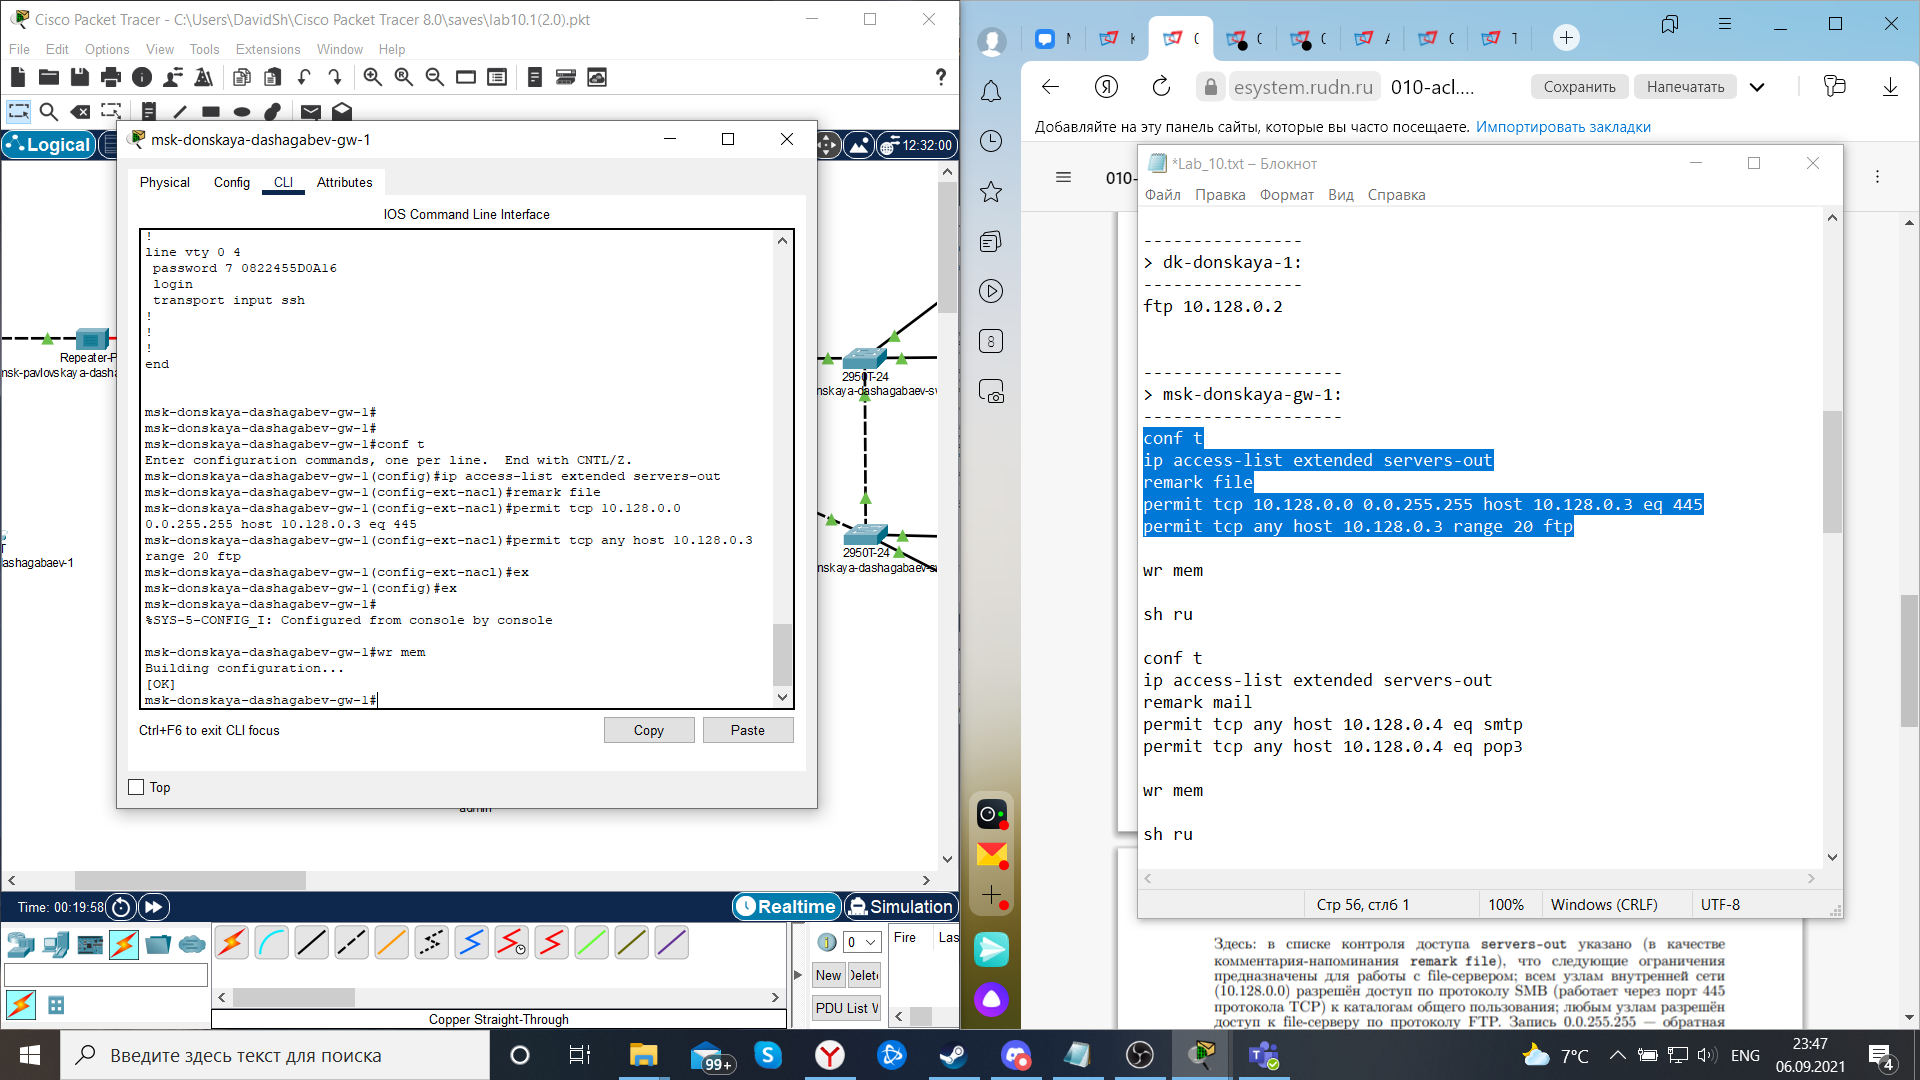 Cisco Packet Tracer - C:\Users\DavidSh\Cisco Packet Tracer 8.0\saves\lab10.1(2.0).pkt
File Edit Options View Tools Extensions Window Help
Logical
12:32:00
msk-donskaya-dashagabev-gw-1
Physical Config CLI Attributes
IOS Command Line Interface
!
line vty 0 4
password 7 0822455D0A16
login
transport input ssh
!
!
!
end
msk-donskaya-dashagabev-gw-1#
msk-donskaya-dashagabev-gw-1#
msk-donskaya-dashagabev-gw-1#conf t
Enter configuration commands, one per line. End with CNTL/Z.
msk-donskaya-dashagabev-gw-1(config)#ip access-list extended servers-out
msk-donskaya-dashagabev-gw-1(config-ext-nacl)#remark file
msk-donskaya-dashagabev-gw-1(config-ext-nacl)#permit tcp 10.128.0.0
0.0.255.255 host 10.128.0.3 eq 445
msk-donskaya-dashagabev-gw-1(config-ext-nacl)#permit tcp any host 10.128.0.3
range 20 ftp
msk-donskaya-dashagabev-gw-1(config-ext-nacl)#ex
msk-donskaya-dashagabev-gw-1(config)#ex
msk-donskaya-dashagabev-gw-1#
%SYS-5-CONFIG_I: Configured from console by console
msk-donskaya-dashagabev-gw-1#wr mem
Building configuration...
[OK]
msk-donskaya-dashagabev-gw-1#
Ctrl+F6 to exit CLI focus
Copy
Paste
Top
admin
Repeater-P
msk-pavlovskaya-dasha
ashagabaev-1
2950T-24
nskaya-dashagabaev-sw
2950T-24
nskaya-dashagabaev-s
Time: 00:19:58
Realtime
Simulation
0
Fire Las
New
Delete
PDU List W
Copper Straight-Through
esystem.rudn.ru 010-acl....
Сохранить
Напечатать
Добавляйте на эту панель сайты, которые вы часто посещаете. Импортировать закладки
8
010-
*Lab_10.txt – Блокнот
Файл Правка Формат Вид Справка
----------------
> dk-donskaya-1:
----------------
ftp 10.128.0.2
--------------------
> msk-donskaya-gw-1:
--------------------
conf t
ip access-list extended servers-out
remark file
permit tcp 10.128.0.0 0.0.255.255 host 10.128.0.3 eq 445
permit tcp any host 10.128.0.3 range 20 ftp
wr mem
sh ru
conf t
ip access-list extended servers-out
remark mail
permit tcp any host 10.128.0.4 eq smtp
permit tcp any host 10.128.0.4 eq pop3
wr mem
sh ru
Стр 56, стлб 1
100%
Windows (CRLF)
UTF-8
Здесь: в списке контроля доступа servers-out указано (в качестве
комментария-напоминания remark file), что следующие ограничения
предназначены для работы с file-сервером; всем узлам внутренней сети
(10.128.0.0) разрешён доступ по протоколу SMB (работает через порт 445
протокола TCP) к каталогам общего пользования; любым узлам разрешён
доступ к file-серверу по протоколу FTP. Запись 0.0.255.255 — обратная
Введите здесь текст для поиска
99+
7°C
ENG
23:47
06.09.2021
4